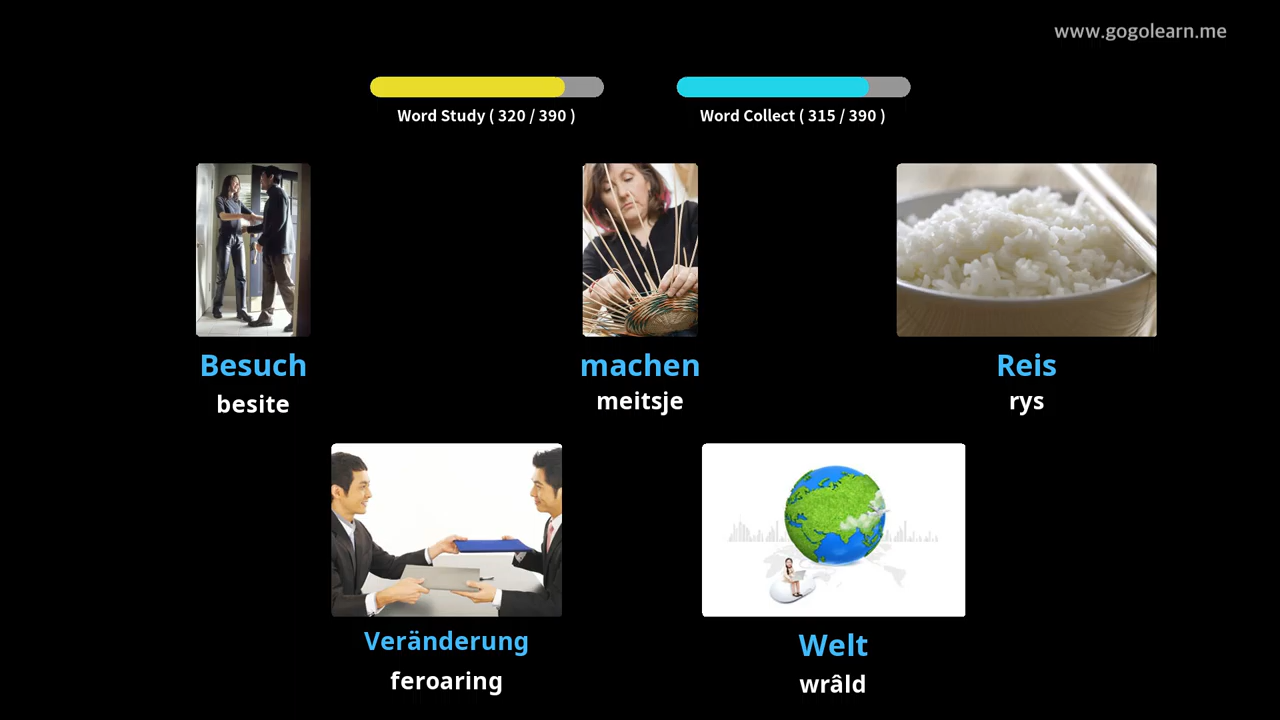 www.gogolearn.me
Word Study ( 320 / 390 )
Word Collect ( 315 / 390 )
Besuch
besite
machen
meitsje
Reis
rys
Veränderung
feroaring
Welt
wrâld